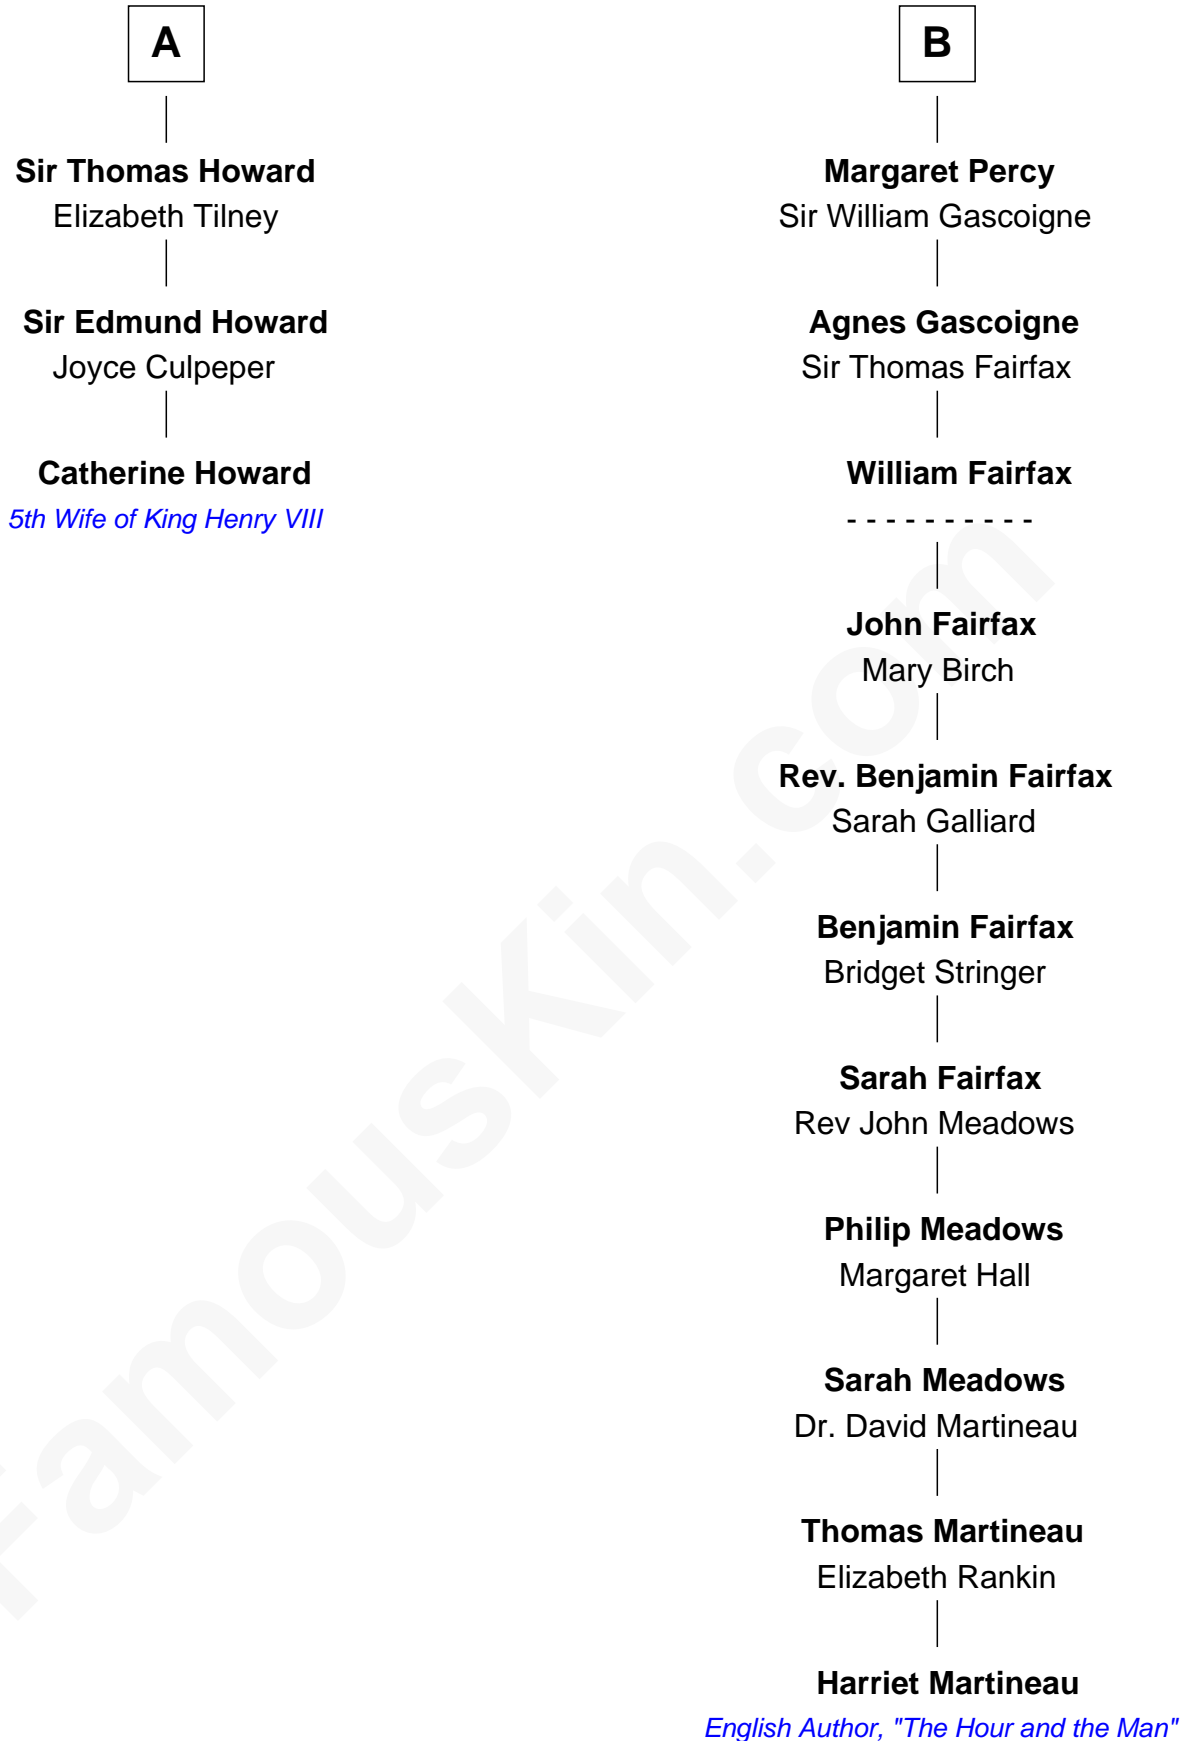 A
Sir Thomas Howard
Elizabeth Tilney
Sir Edmund Howard
Joyce Culpeper
Catherine Howard
5th Wife of King Henry VIII
B
Margaret Percy
Sir William Gascoigne
Agnes Gascoigne
Sir Thomas Fairfax
William Fairfax
- - - - - - - - - -
John Fairfax
Mary Birch
Rev. Benjamin Fairfax
Sarah Galliard
Benjamin Fairfax
Bridget Stringer
Sarah Fairfax
Rev John Meadows
Philip Meadows
Margaret Hall
Sarah Meadows
Dr. David Martineau
Thomas Martineau
Elizabeth Rankin
Harriet Martineau
English Author, "The Hour and the Man"
FamousKin.com